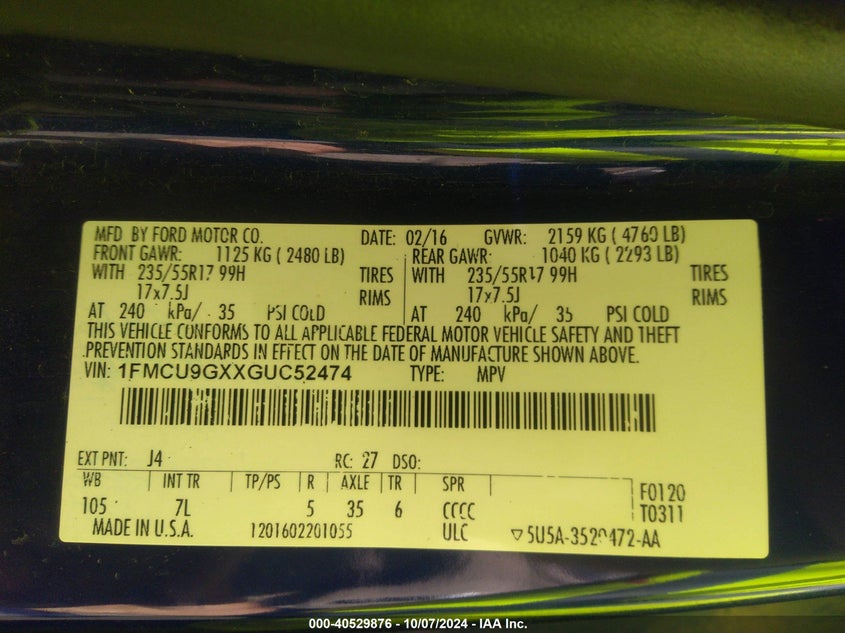 MFD BY FORD MOTOR CO. DATE: 02/16 GVWR: 2159 KG ( 4760 LB)
FRONT GAWR: 1125 KG ( 2480 LB) REAR GAWR: 1040 KG ( 2293 LB)
WITH 235/55R17 99H TIRES WITH 235/55R17 99H TIRES
17x7.5J RIMS 17x7.5J RIMS
AT 240 kPa/ 35 PSI COLD AT 240 kPa/ 35 PSI COLD
THIS VEHICLE CONFORMS TO ALL APPLICABLE FEDERAL MOTOR VEHICLE SAFETY AND THEFT
PREVENTION STANDARDS IN EFFECT ON THE DATE OF MANUFACTURE SHOWN ABOVE.
VIN: 1FMCU9GXXGUC52474 TYPE: MPV
EXT PNT: J4 RC: 27 DSO:
WB INT TR TP/PS R AXLE TR SPR
105 7L 5 35 6 CCCC
F0120
T0311
MADE IN U.S.A. 1201602201055 ULC ▽5U5A-3520472-AA
000-40529876 - 10/07/2024 - IAA Inc.